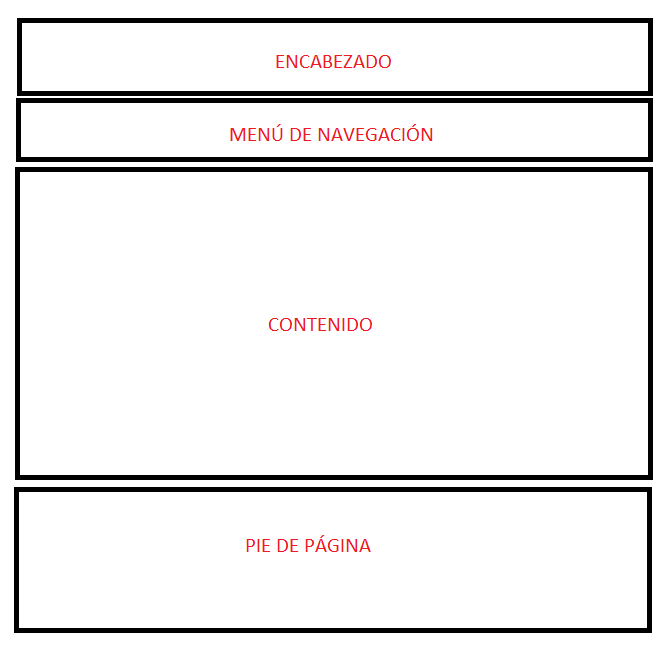 ENCABEZADO
MENÚ DE NAVEGACIÓN
CONTENIDO
PIE DE PÁGINA